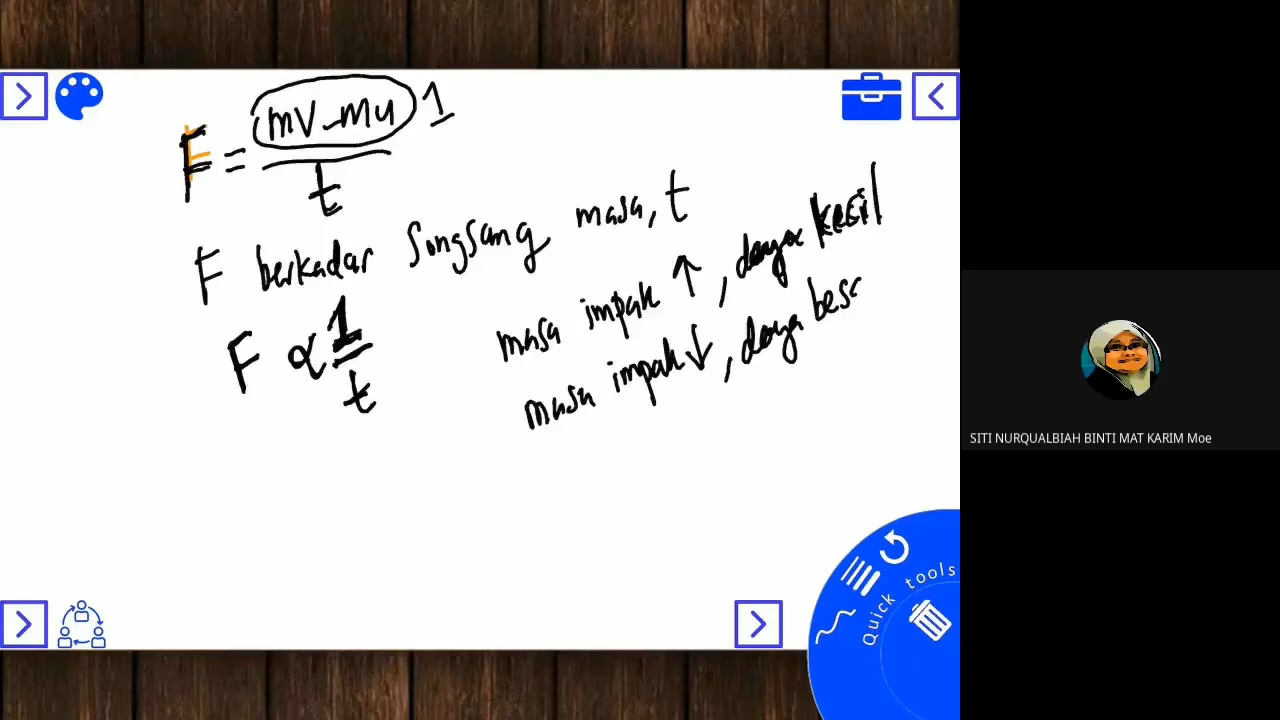 F = mv-mu 1
t
F berkadar songsang masa, t
F ∝ 1
t
masa impak ↑, daya kecil
masa impak ↓, daya besa
SITI NURQUALBIAH BINTI MAT KARIM Moe
Quick tools